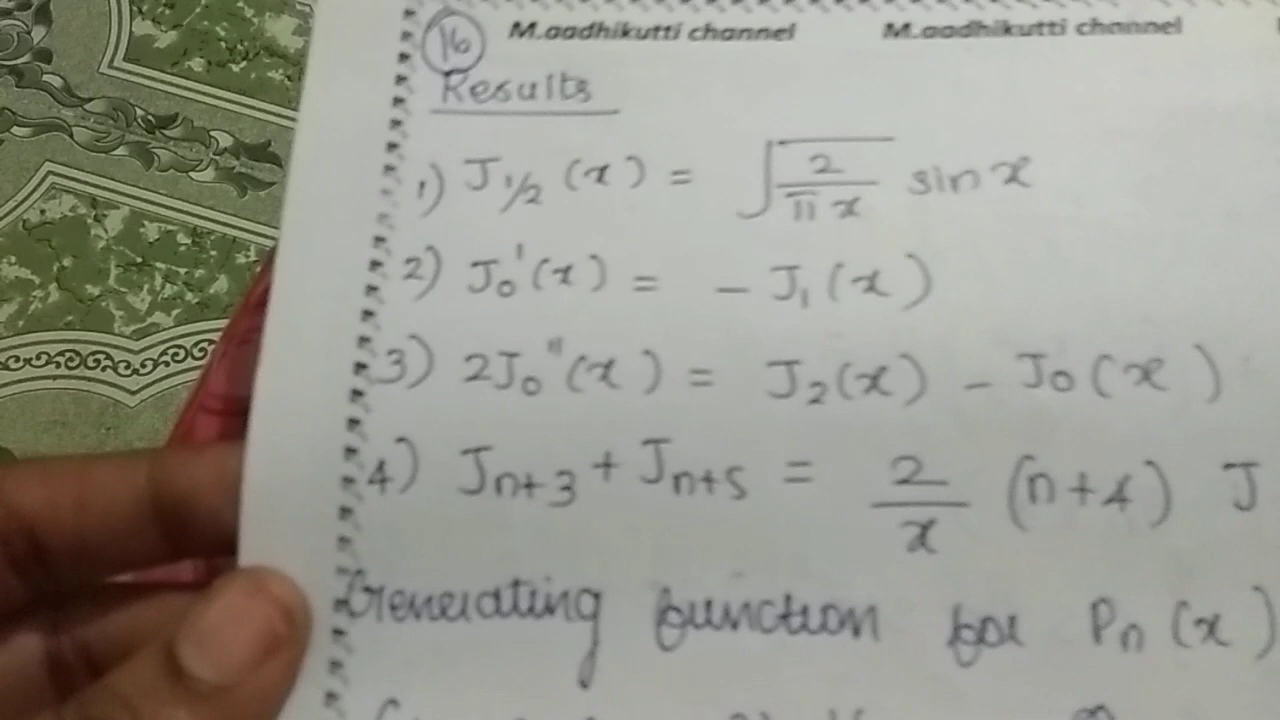 16 M.aadhikutti channel M.aadhikutti channel
Results
1) J1/2 (x) = √(2/πx) sin x
2) J0'(x) = - J1(x)
3) 2J0''(x) = J2(x) - J0(x)
4) Jn+3 + Jn+5 = 2/x (n+4) J
Generating function for Pn(x)